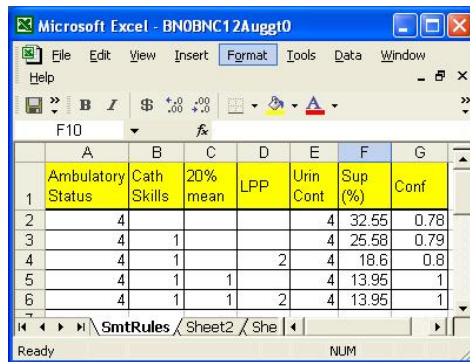 Microsoft Excel - BN0BNC12Auggt0
File Edit View Insert Format Tools Data Window
Help
B I $
F10 fx
A B C D E F G
1 Ambulatory Status Cath Skills 20% mean LPP Urin Cont Sup (%) Conf
2 4 4 32.55 0.78
3 4 1 4 25.58 0.79
4 4 1 2 4 18.6 0.8
5 4 1 1 4 13.95 1
6 4 1 1 2 4 13.95 1
SmtRules Sheet2 She
Ready NUM